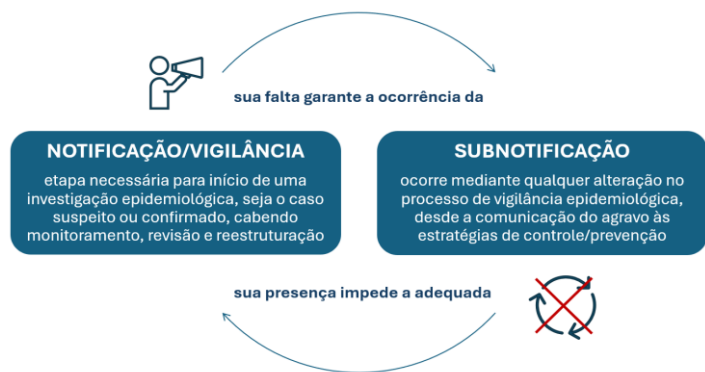 sua falta garante a ocorrência da
NOTIFICAÇÃO/VIGILÂNCIA
etapa necessária para início de uma
investigação epidemiológica, seja o caso
suspeito ou confirmado, cabendo
monitoramento, revisão e reestruturação
SUBNOTIFICAÇÃO
ocorre mediante qualquer alteração no
processo de vigilância epidemiológica,
desde a comunicação do agravo às
estratégias de controle/prevenção
sua presença impede a adequada